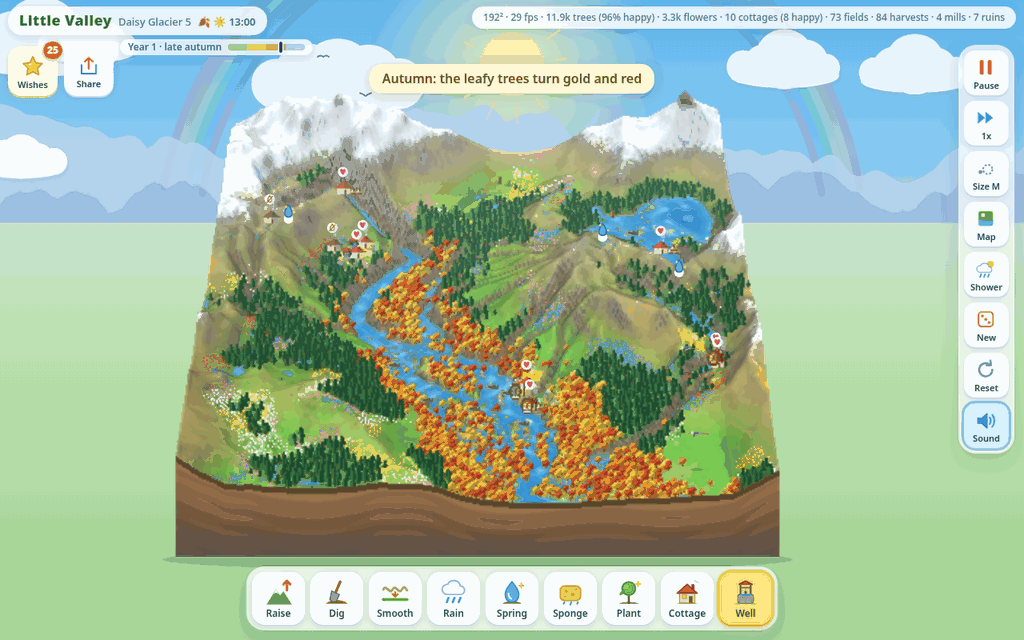 Little Valley Daisy Glacier 5 13:00
192² · 29 fps · 11.9k trees (96% happy) · 3.3k flowers · 10 cottages (8 happy) · 73 fields · 84 harvests · 4 mills · 7 ruins
Year 1 · late autumn
25
Wishes
Share
Autumn: the leafy trees turn gold and red
Pause
1x
Size M
Map
Shower
New
Reset
Sound
Raise
Dig
Smooth
Rain
Spring
Sponge
Plant
Cottage
Well